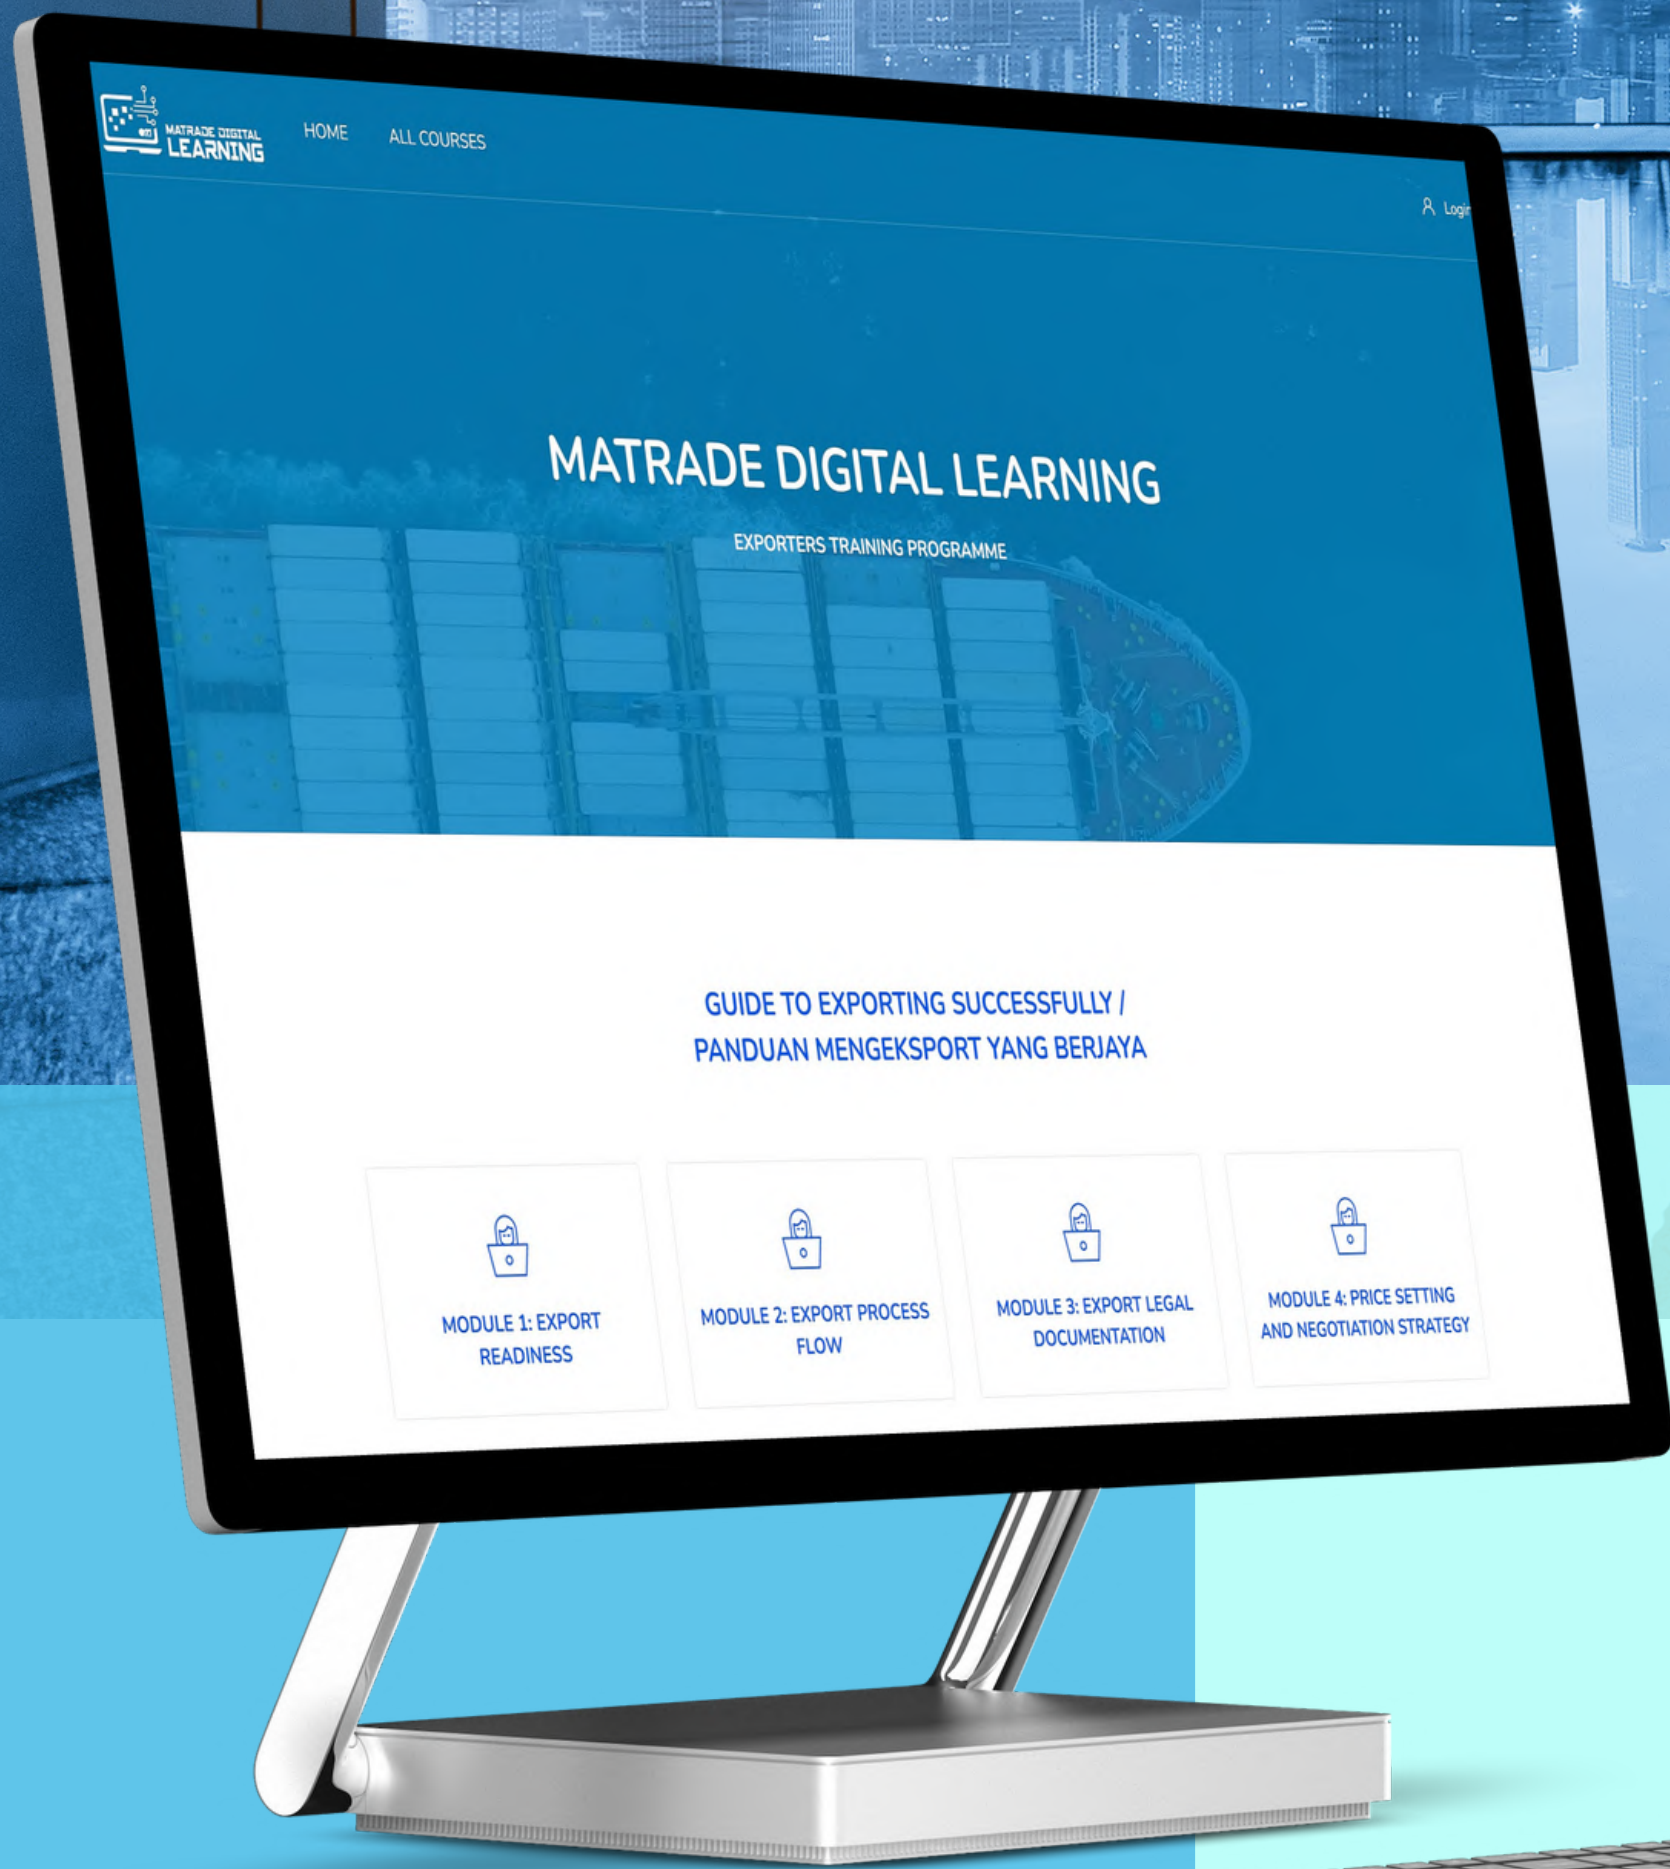 MATRADE DIGITAL
LEARNING
HOME
ALL COURSES
Login
MATRADE DIGITAL LEARNING
EXPORTERS TRAINING PROGRAMME
GUIDE TO EXPORTING SUCCESSFULLY /
PANDUAN MENGEKSPORT YANG BERJAYA
MODULE 1: EXPORT
READINESS
MODULE 2: EXPORT PROCESS
FLOW
MODULE 3: EXPORT LEGAL
DOCUMENTATION
MODULE 4: PRICE SETTING
AND NEGOTIATION STRATEGY